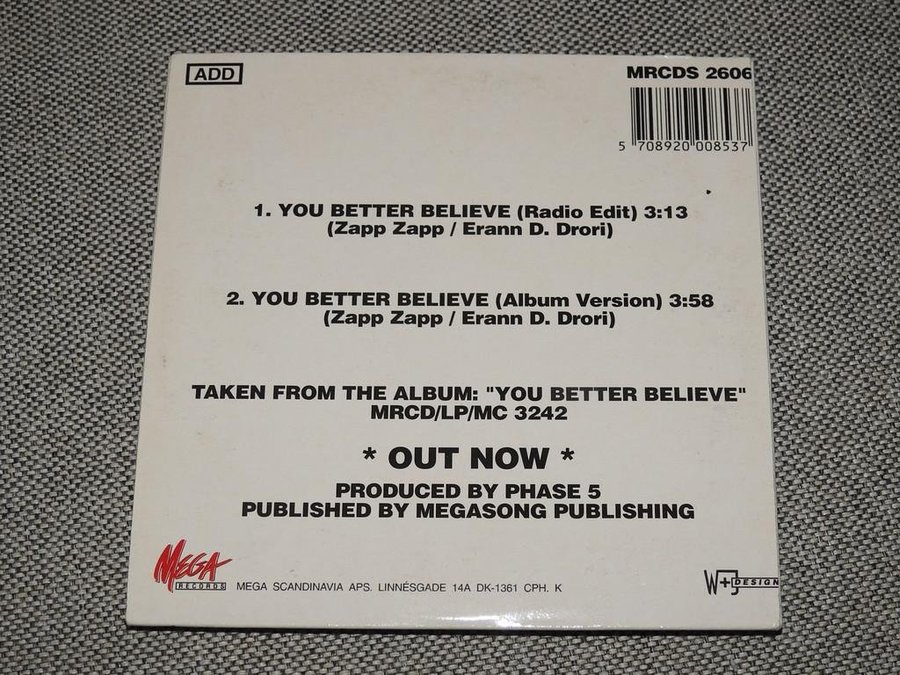 ADD
MRCDS 2606
5 708920 008537
1. YOU BETTER BELIEVE (Radio Edit) 3:13
(Zapp Zapp / Erann D. Drori)
2. YOU BETTER BELIEVE (Album Version) 3:58
(Zapp Zapp / Erann D. Drori)
TAKEN FROM THE ALBUM: "YOU BETTER BELIEVE"
MRCD/LP/MC 3242
* OUT NOW *
PRODUCED BY PHASE 5
PUBLISHED BY MEGASONG PUBLISHING
MEGA
RECORDS
MEGA SCANDINAVIA APS. LINNÉSGADE 14A DK-1361 CPH. K
W+J DESIGN